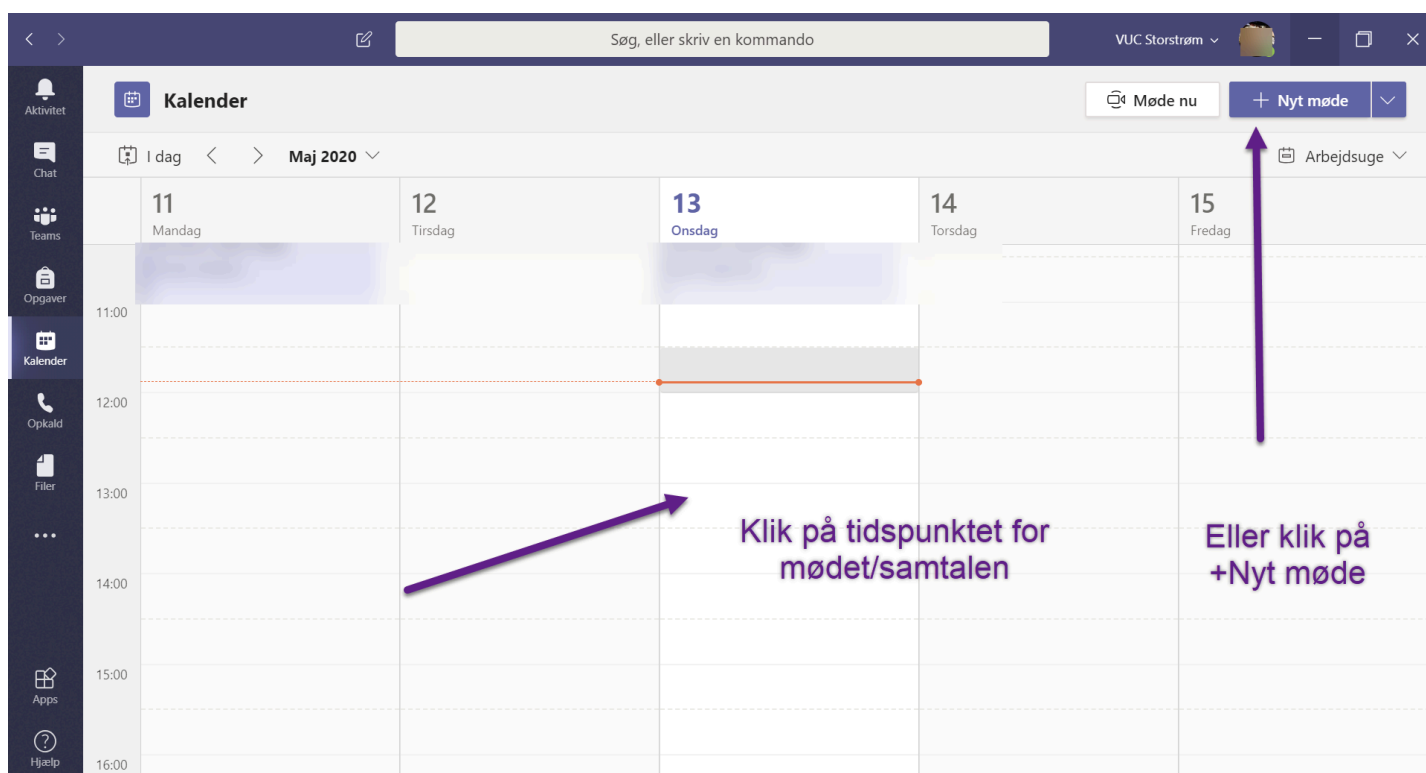 Søg, eller skriv en kommando
VUC Storstrøm
Aktivitet
Chat
Teams
Opgaver
Kalender
Opkald
Filer
Apps
Hjælp
Kalender
Møde nu
+ Nyt møde
I dag
Maj 2020
Arbejdsuge
11
Mandag
12
Tirsdag
13
Onsdag
14
Torsdag
15
Fredag
11:00
12:00
13:00
14:00
15:00
16:00
Klik på tidspunktet for
mødet/samtalen
Eller klik på
+Nyt møde